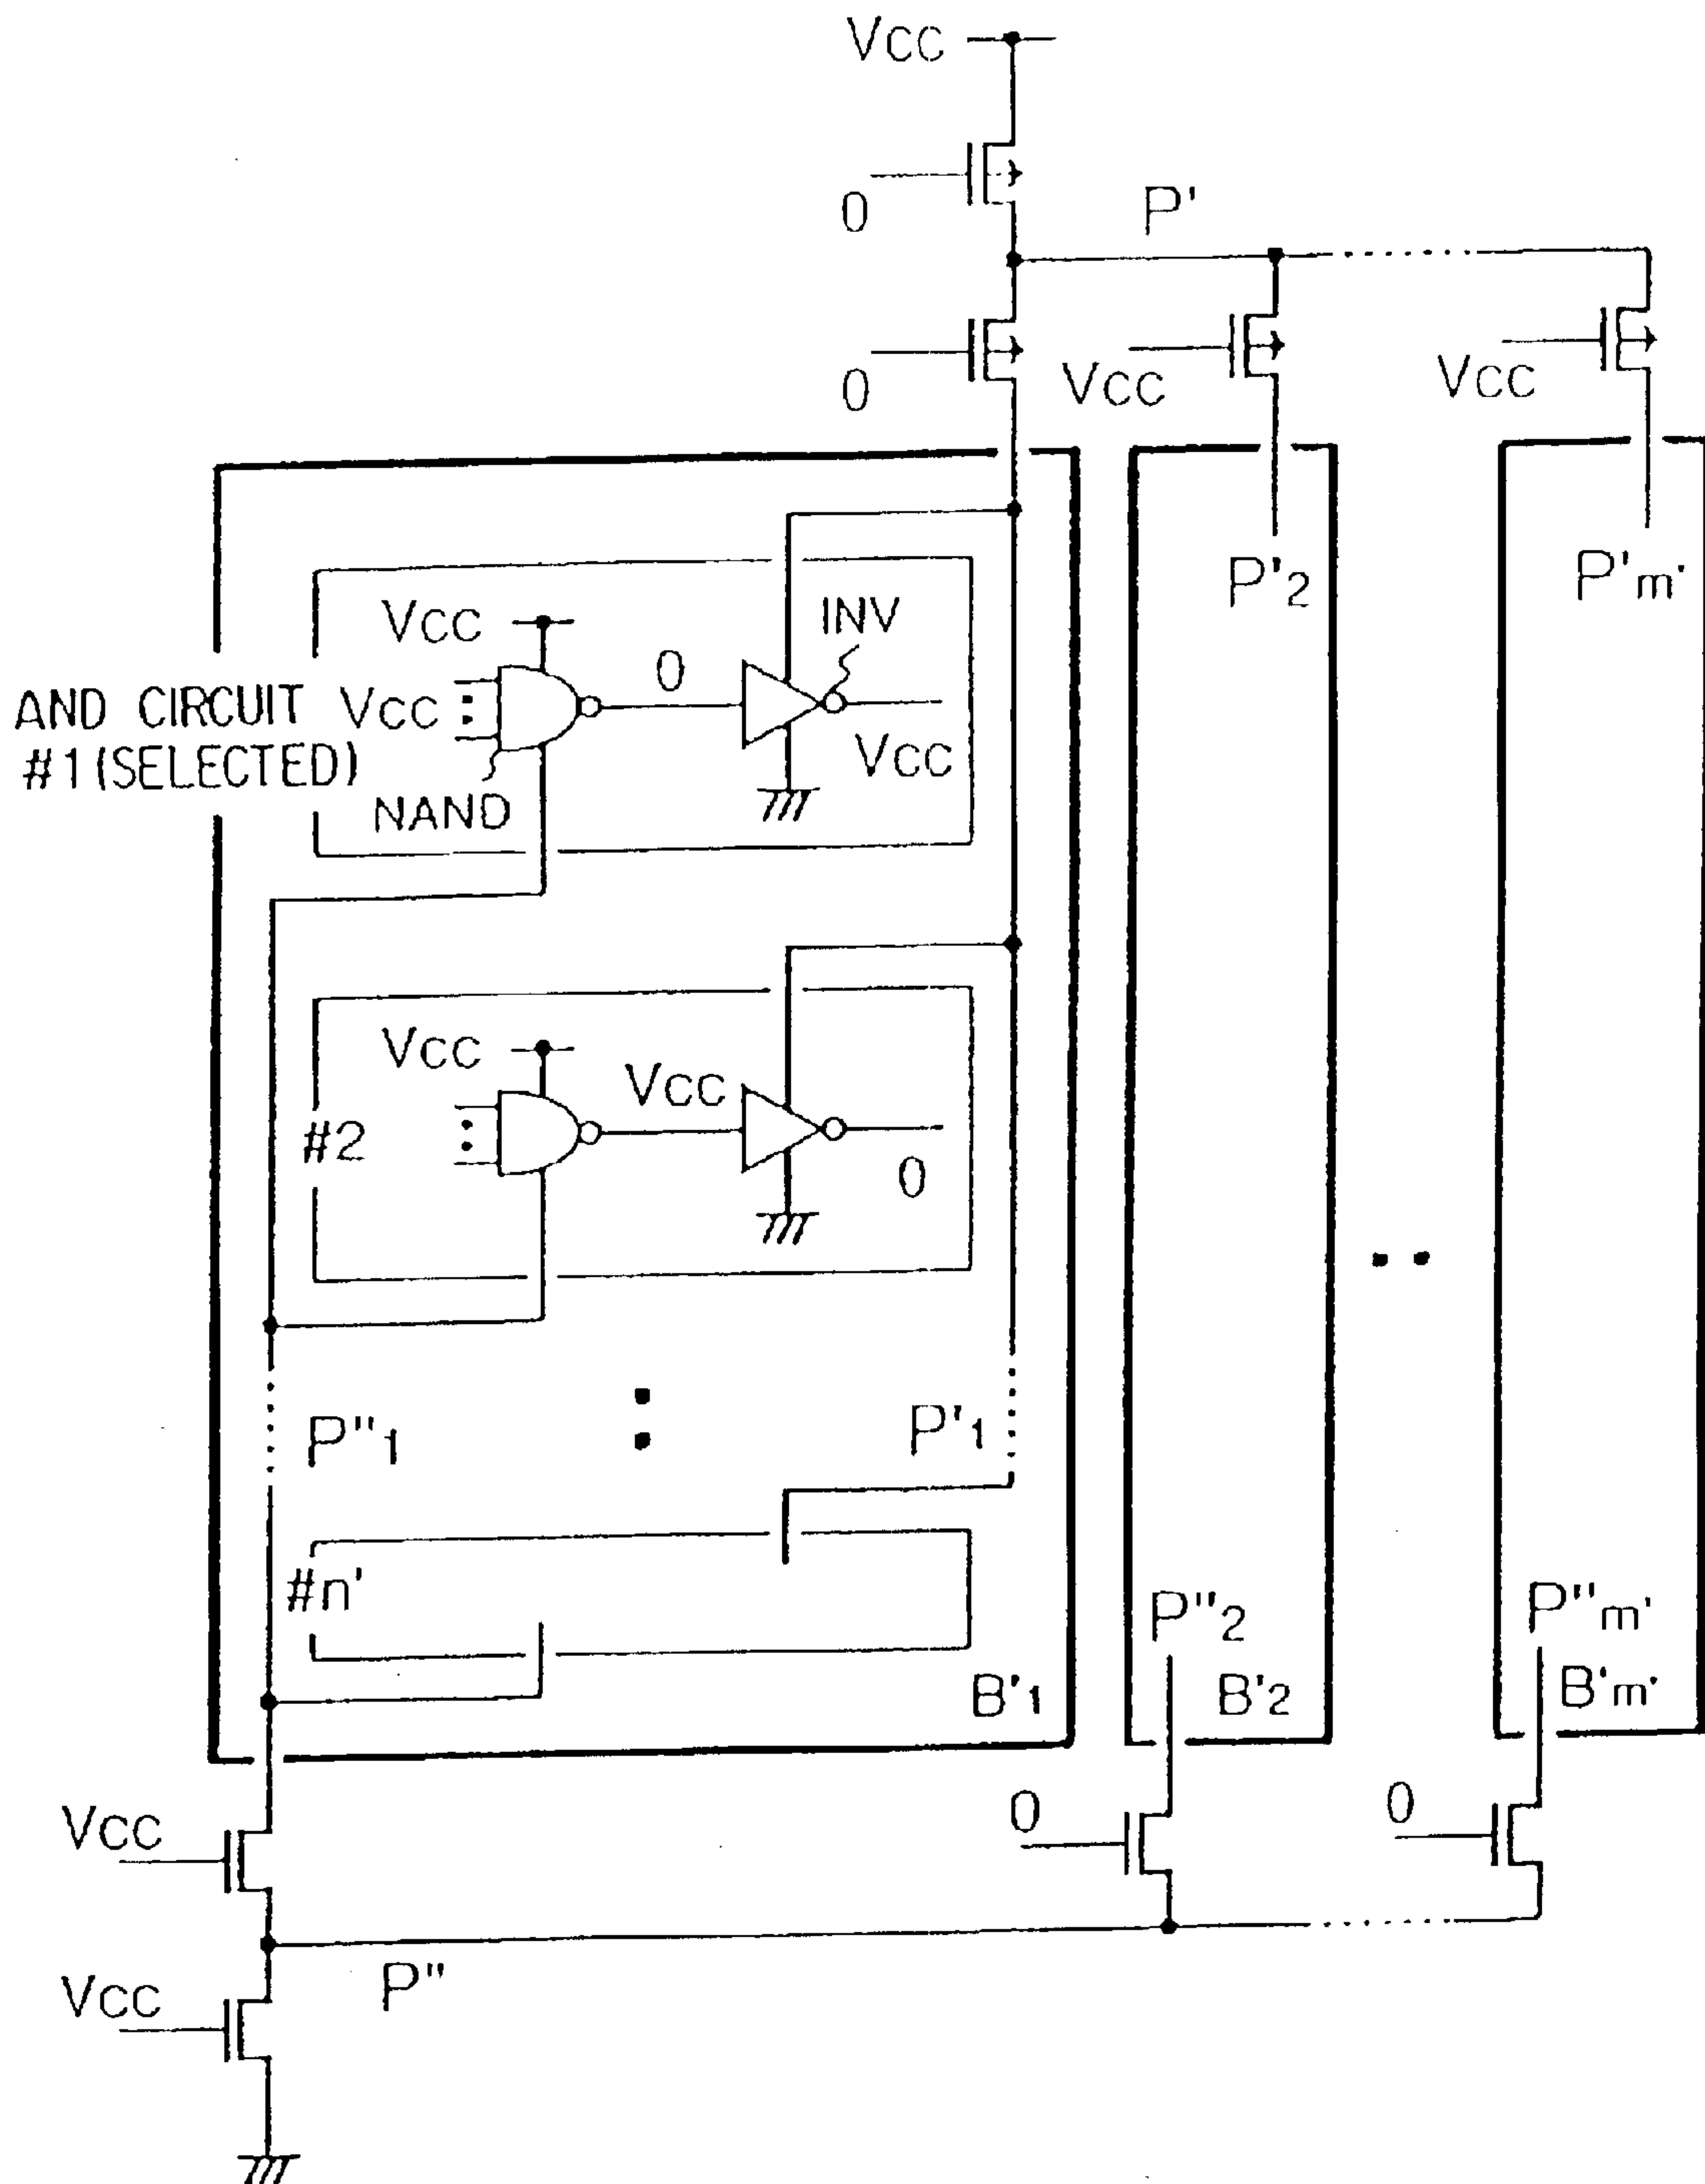 VCC
0
P'
0
VCC
VCC
P'2
P'm'
VCC
INV
0
AND CIRCUIT
#1(SELECTED)
VCC
VCC
NAND
VCC
VCC
#2
0
P"1
P'1
#n'
P"2
P"m'
B'1
B'2
B'm'
VCC
0
0
P"
VCC